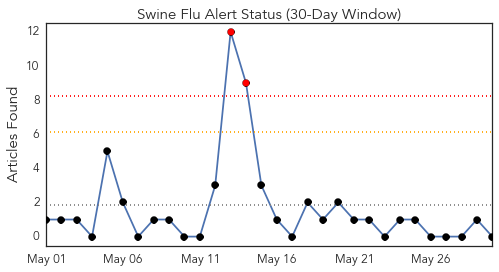 Swine Flu Alert Status (30-Day Window)
Articles Found
12
10
8
6
4
2
0
May 01 May 06 May 11 May 16 May 21 May 26